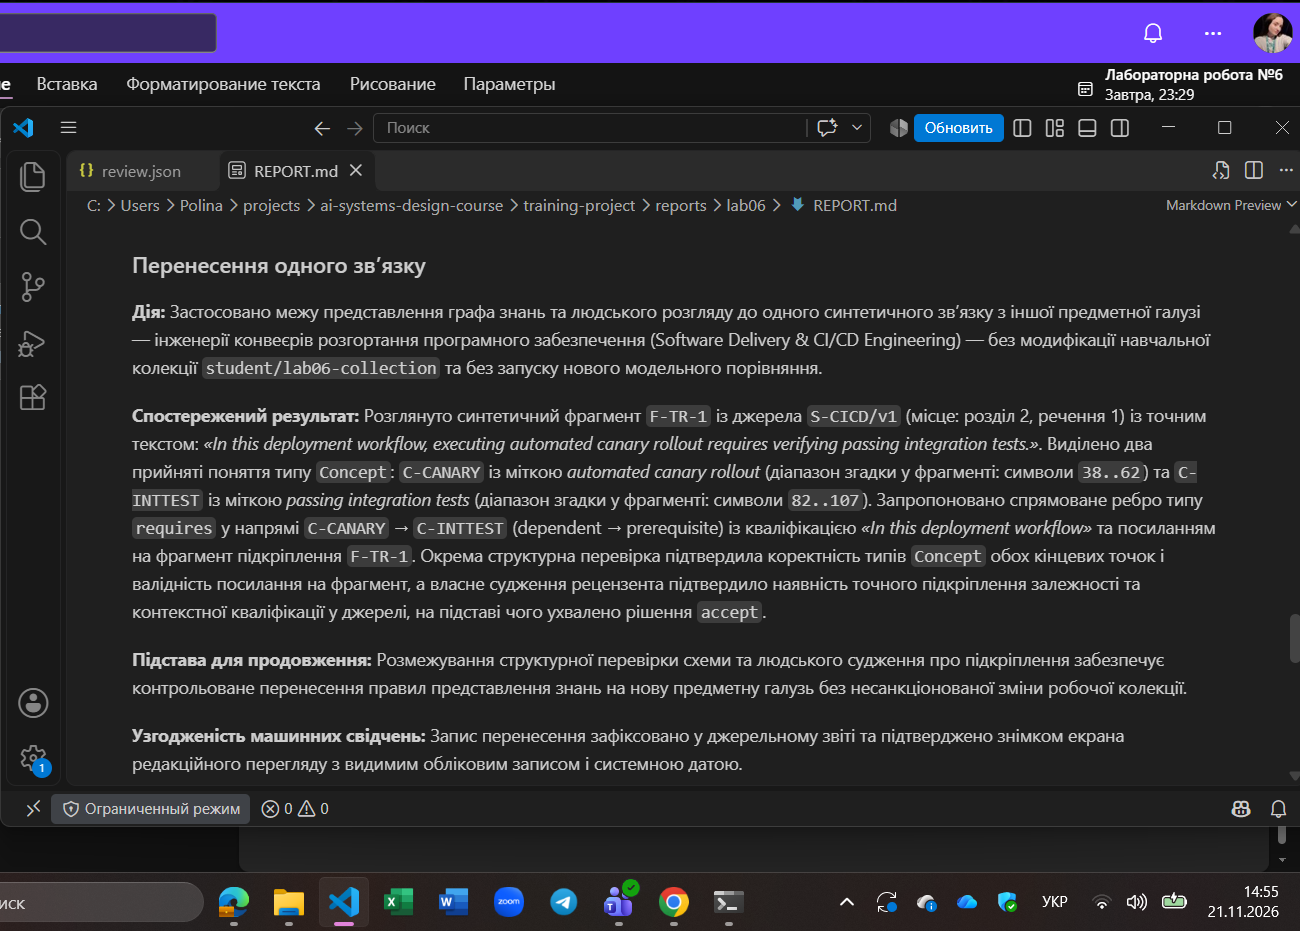 Вставка Форматирование текста Рисование Параметры
Лабораторна робота №6
Завтра, 23:29
Поиск
Обновить
{} review.json
REPORT.md
C: Users Polina projects ai-systems-design-course training-project reports lab06 REPORT.md
Markdown Preview
Перенесення одного зв’язку
Дія: Застосовано межу представлення графа знань та людського розгляду до одного синтетичного зв’язку з іншої предметної галузі
— інженерії конвеєрів розгортання програмного забезпечення (Software Delivery & CI/CD Engineering) — без модифікації навчальної
колекції student/lab06-collection та без запуску нового модельного порівняння.
Спостережений результат: Розглянуто синтетичний фрагмент F-TR-1 із джерела S-CICD/v1 (місце: розділ 2, речення 1) із точним
текстом: «In this deployment workflow, executing automated canary rollout requires verifying passing integration tests.». Виділено два
прийняті поняття типу Concept: C-CANARY із міткою automated canary rollout (діапазон згадки у фрагменті: символи 38..62) та C-
INTTEST із міткою passing integration tests (діапазон згадки у фрагменті: символи 82..107). Запропоновано спрямоване ребро типу
requires у напрямі C-CANARY → C-INTTEST (dependent → prerequisite) із кваліфікацією «In this deployment workflow» та посиланням
на фрагмент підкріплення F-TR-1. Окрема структурна перевірка підтвердила коректність типів Concept обох кінцевих точок і
валідність посилання на фрагмент, а власне судження рецензента підтвердило наявність точного підкріплення залежності та
контекстної кваліфікації у джерелі, на підставі чого ухвалено рішення accept.
Підстава для продовження: Розмежування структурної перевірки схеми та людського судження про підкріплення забезпечує
контрольоване перенесення правил представлення знань на нову предметну галузь без несанкціонованої зміни робочої колекції.
Узгодженість машинних свідчень: Запис перенесення зафіксовано у джерельному звіті та підтверджено знімком екрана
редакційного перегляду з видимим обліковим записом і системною датою.
1
Ограниченный режим 0 0
zoom
УКР
14:55
21.11.2026